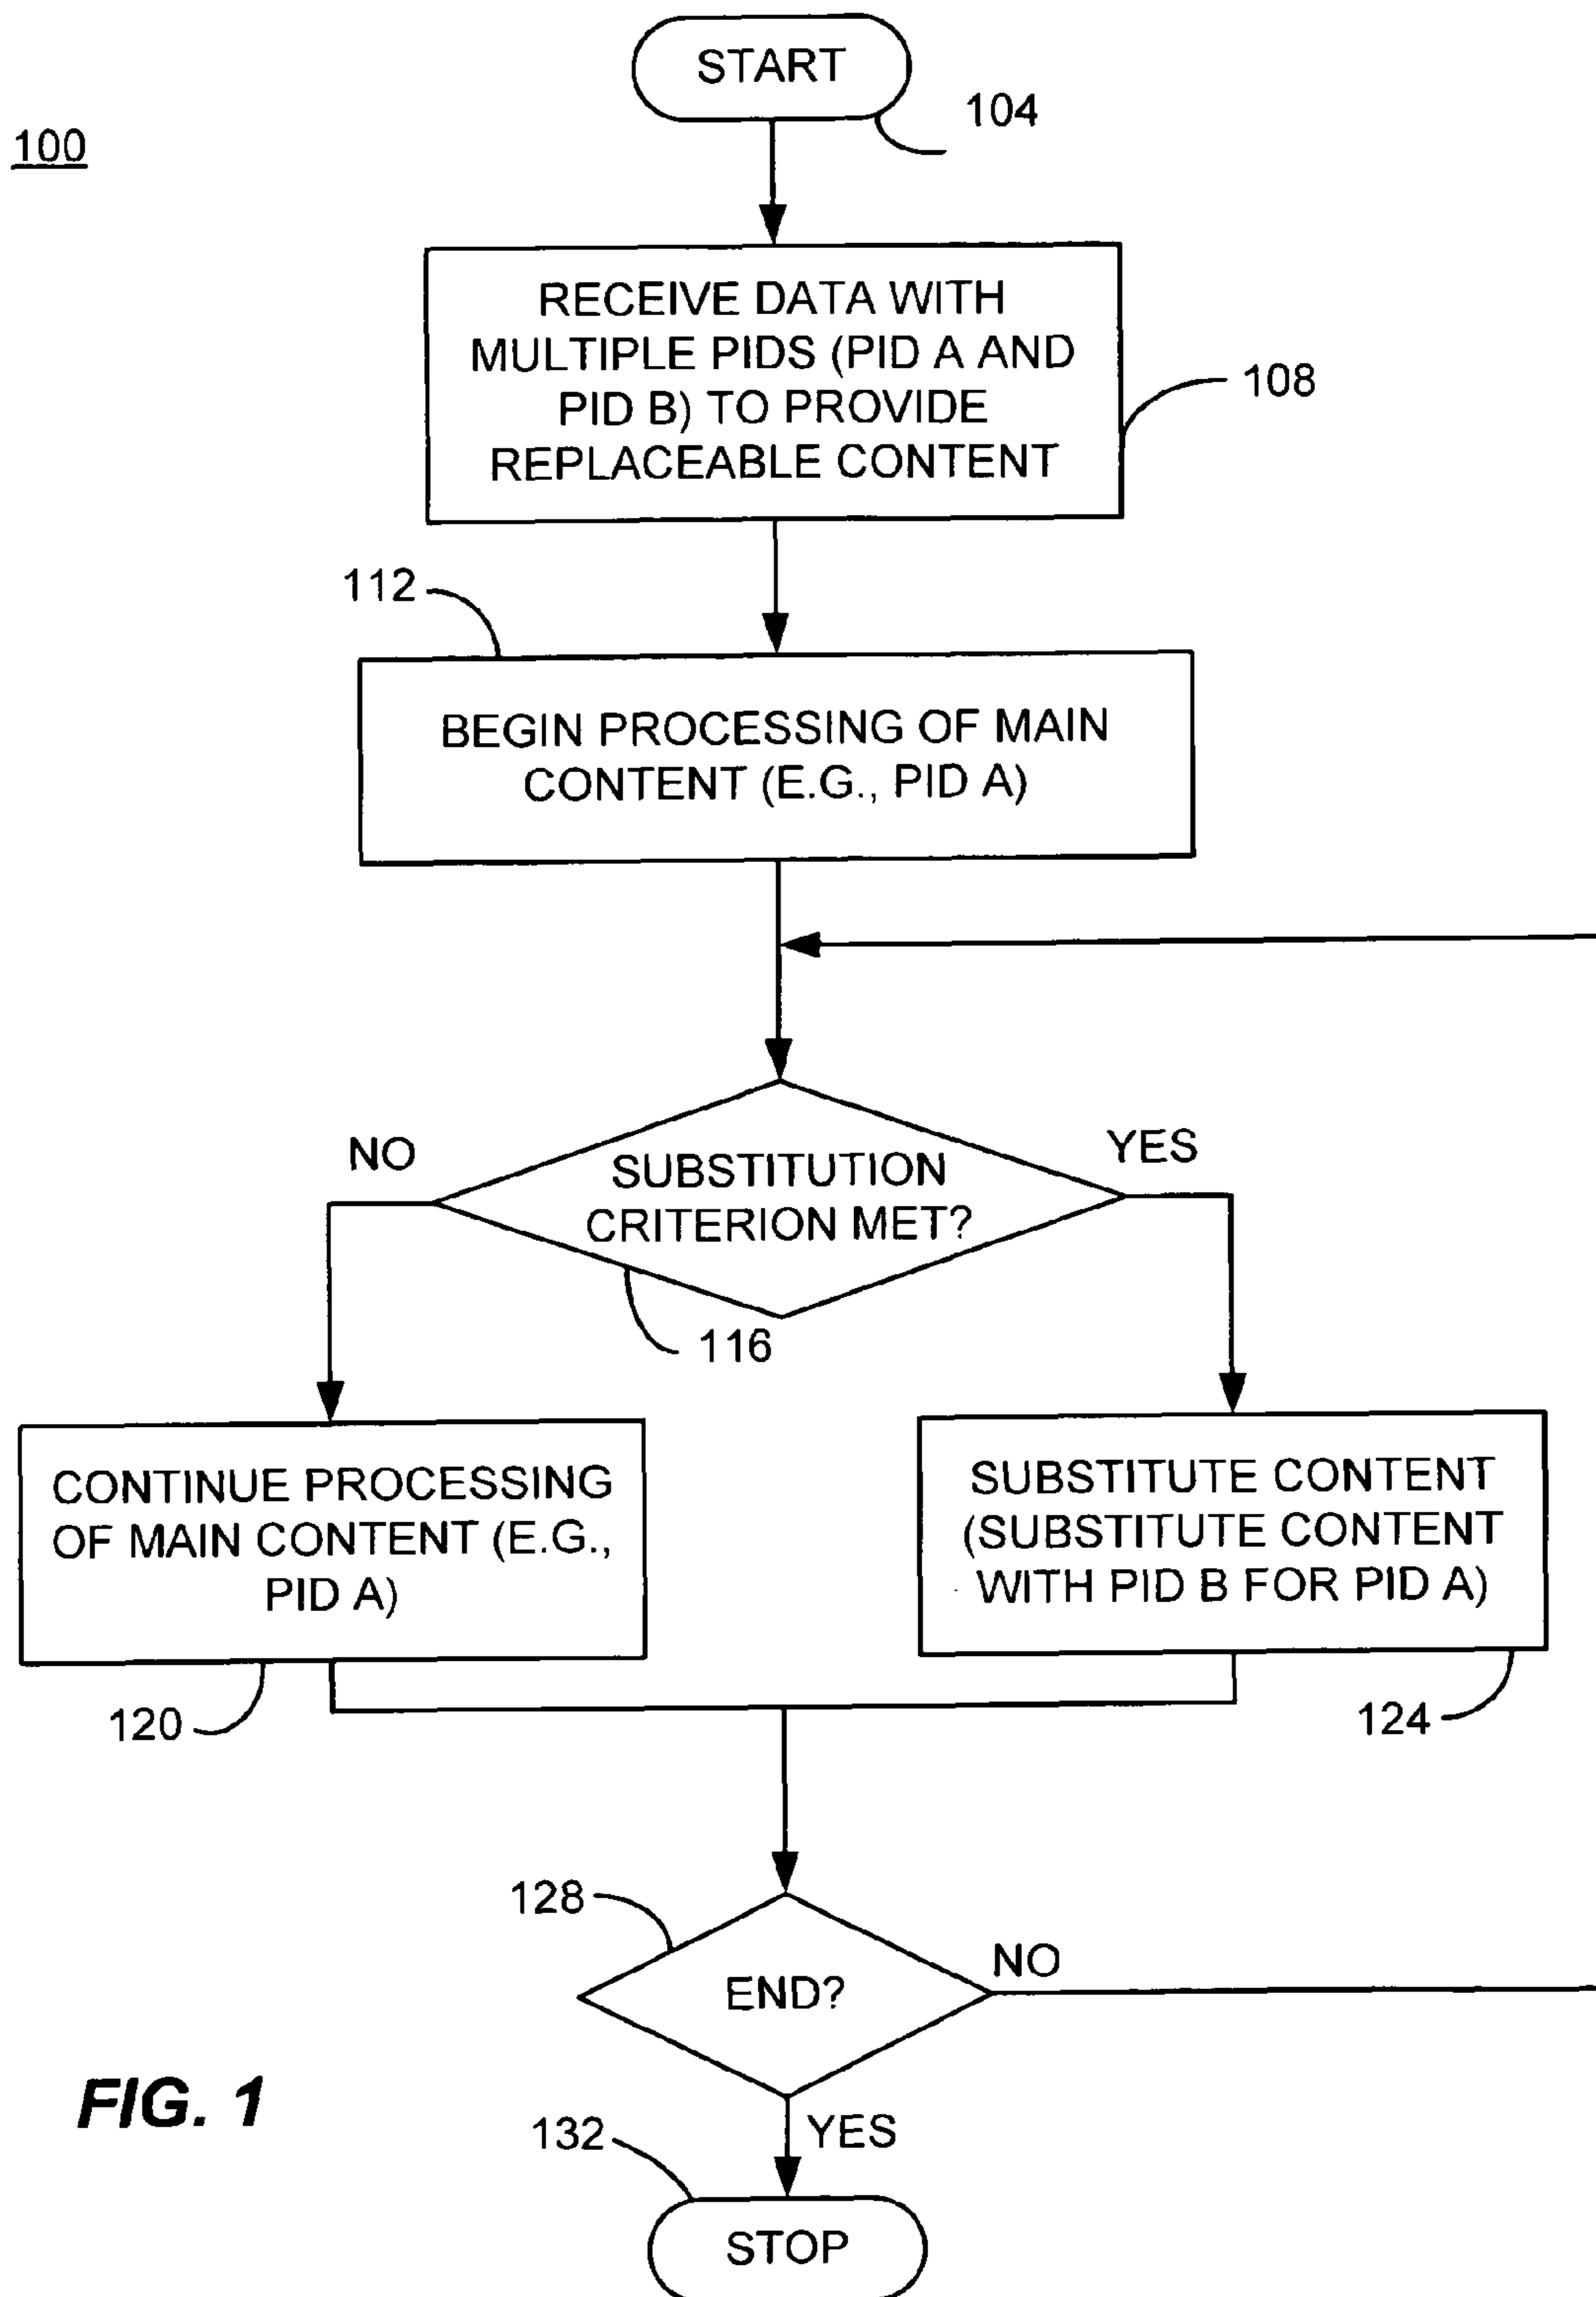 START
104
100
RECEIVE DATA WITH
MULTIPLE PIDS (PID A AND
PID B) TO PROVIDE
REPLACEABLE CONTENT
108
112
BEGIN PROCESSING OF MAIN
CONTENT (E.G., PID A)
NO
YES
SUBSTITUTION
CRITERION MET?
116
CONTINUE PROCESSING
OF MAIN CONTENT (E.G.,
PID A)
SUBSTITUTE CONTENT
(SUBSTITUTE CONTENT
WITH PID B FOR PID A)
120
124
128
END?
NO
FIG. 1
132
YES
STOP